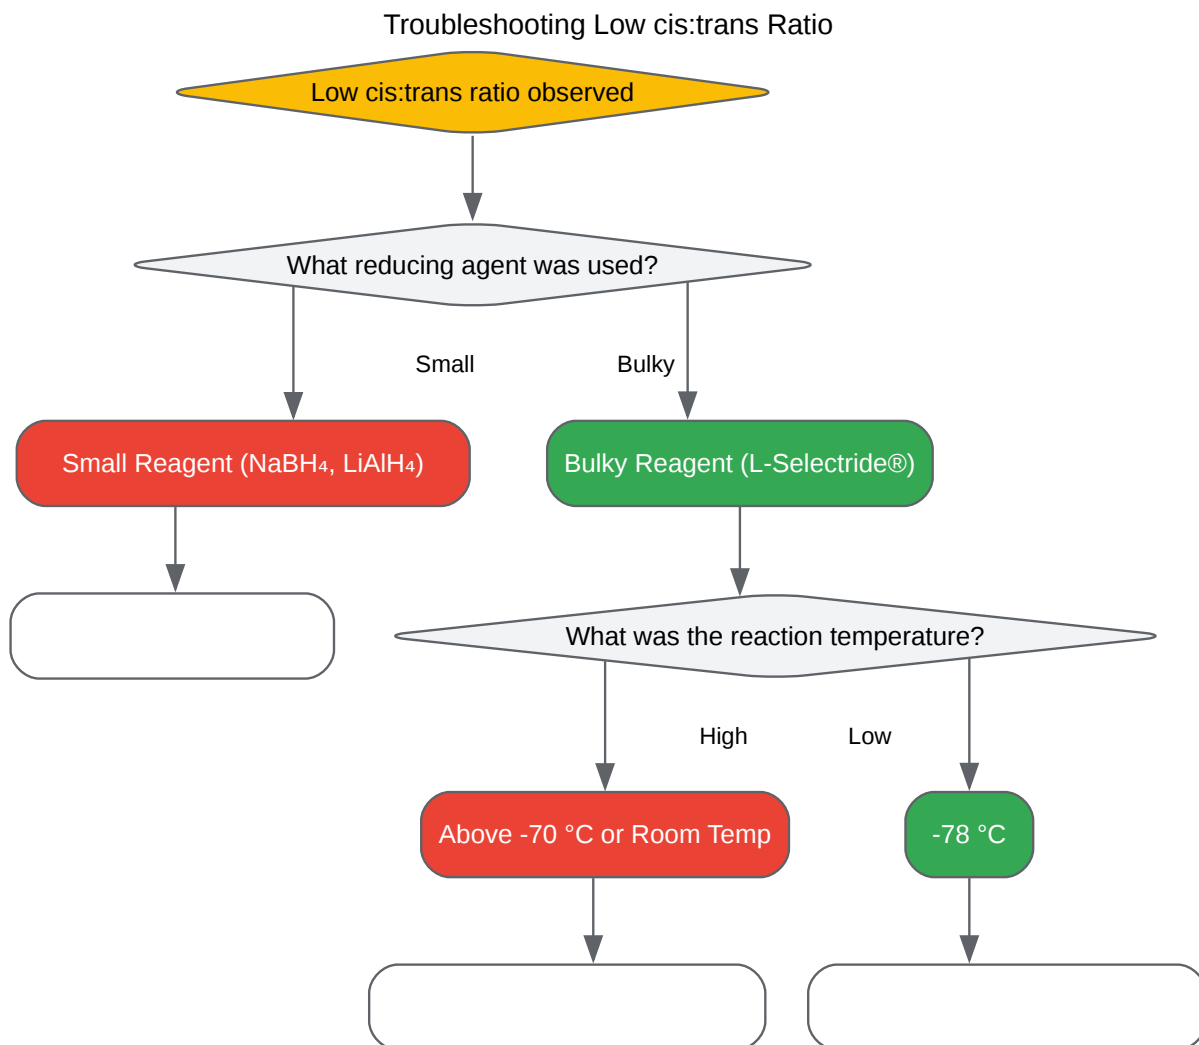 Troubleshooting Low cis:trans Ratio
Low cis:trans ratio observed
What reducing agent was used?
Small
Bulky
Small Reagent (NaBH₄, LiAlH₄)
Bulky Reagent (L-Selectride®)
What was the reaction temperature?
High
Low
Above -70 °C or Room Temp
-78 °C